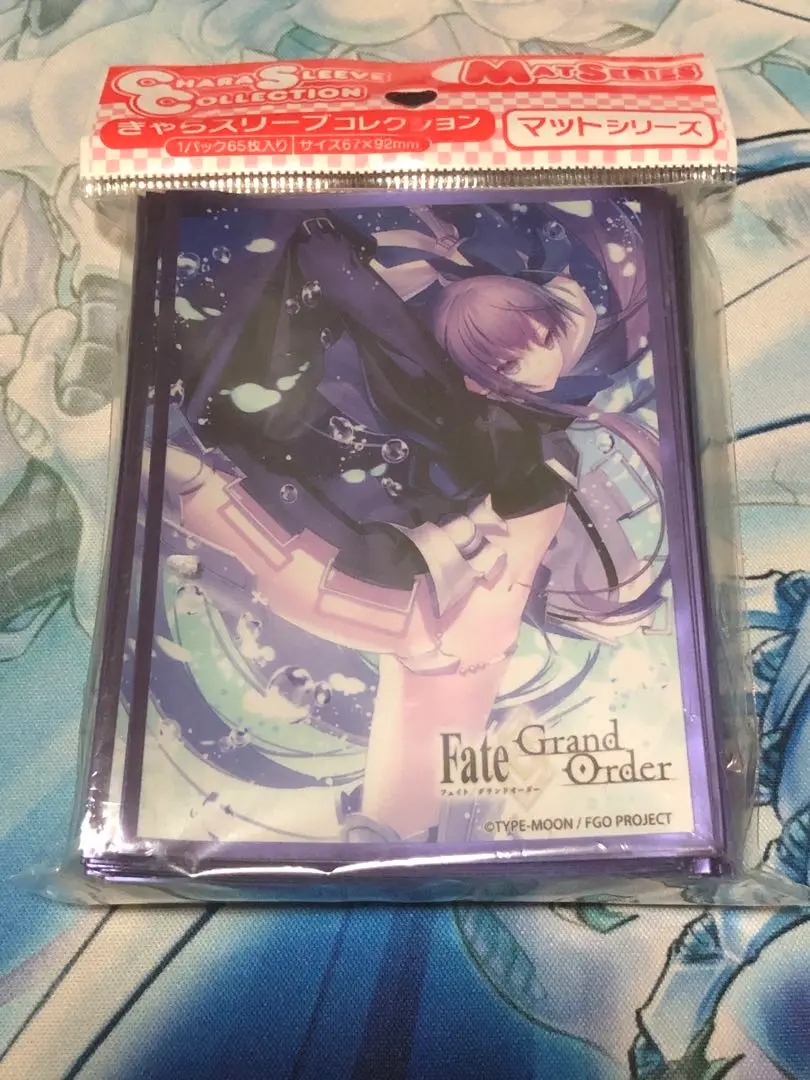 CHARA SLEEVE COLLECTION
MAT SERIES
きゃらスリーブコレクション
マットシリーズ
1パック65枚入り サイズ67×92mm
Fate Grand Order
フェイト グランドオーダー
©TYPE-MOON / FGO PROJECT